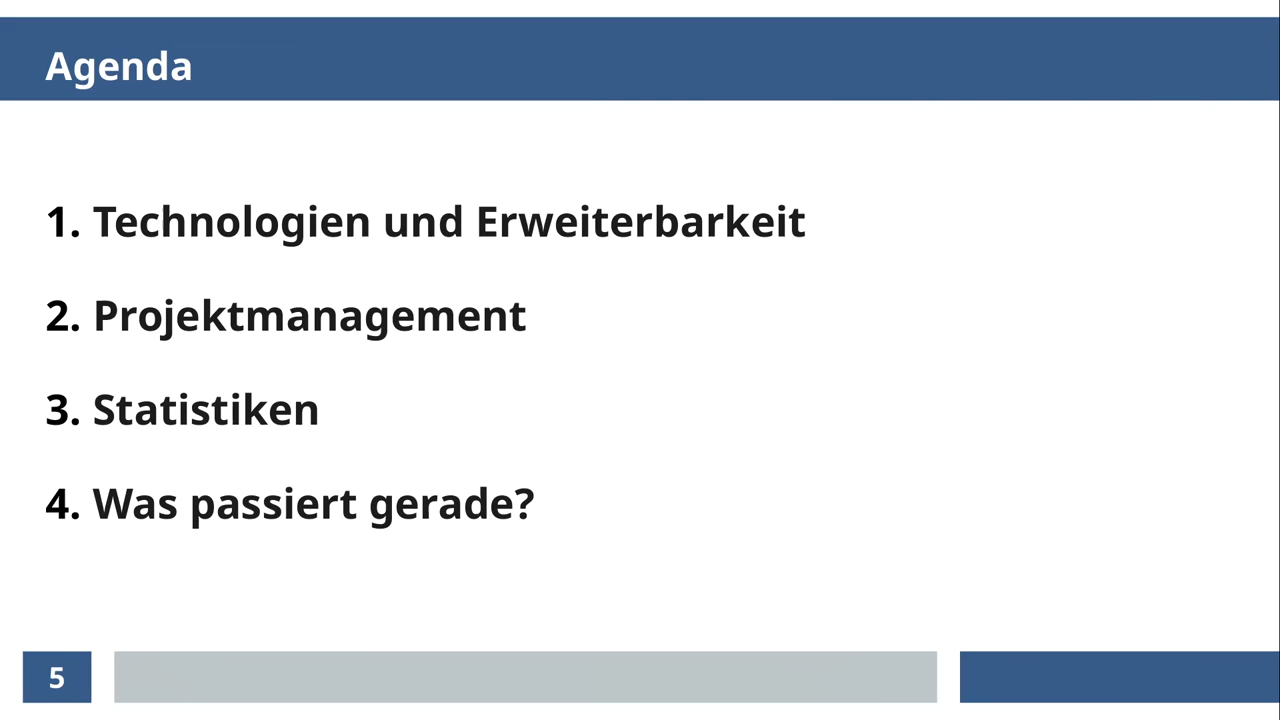 Agenda
1. Technologien und Erweiterbarkeit
2. Projektmanagement
3. Statistiken
4. Was passiert gerade?
5